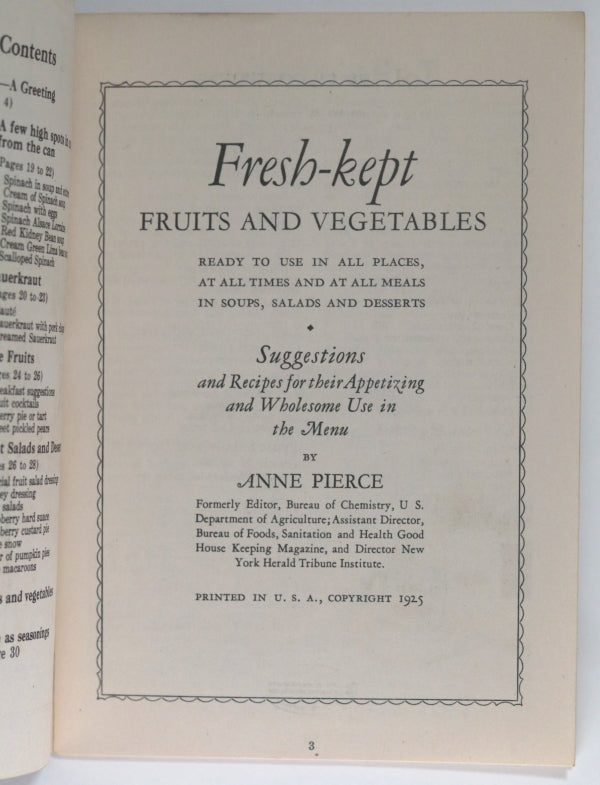 Contents
—A Greeting
4)
A few high spots in
from the can
Pages 19 to 22)
Spinach in soup and
Cream of Spinach soup
Spinach with eggs
Spinach Alsace Lorraine
Red Kidney Bean soup
Cream Green Lima bean
Scalloped Spinach
uerkraut
ages 20 to 23)
auté
auerkraut with pork chops
reamed Sauerkraut
e Fruits
es 24 to 26)
eakfast suggestions
uit cocktails
erry pie or tart
eet pickled pears
t Salads and Dess
s 26 to 28)
cial fruit salad dressing
ey dressing
salads
berry hard sauce
berry custard pie
e snow
r of pumpkin pies
macaroons
s and vegetables
as seasonings
e 30
Fresh-kept
FRUITS AND VEGETABLES
READY TO USE IN ALL PLACES,
AT ALL TIMES AND AT ALL MEALS
IN SOUPS, SALADS AND DESSERTS
Suggestions
and Recipes for their Appetizing
and Wholesome Use in
the Menu
BY
ANNE PIERCE
Formerly Editor, Bureau of Chemistry, U S.
Department of Agriculture; Assistant Director,
Bureau of Foods, Sanitation and Health Good
House Keeping Magazine, and Director New
York Herald Tribune Institute.
PRINTED IN U. S. A., COPYRIGHT 1925
3